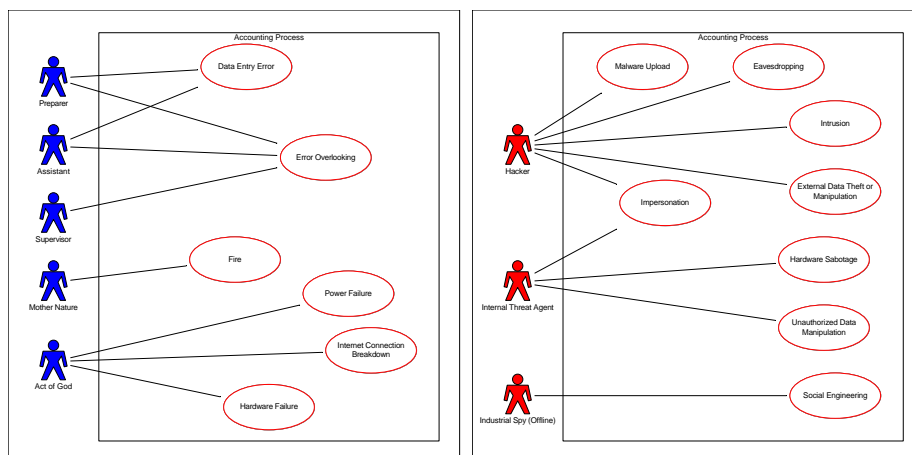 Accounting Process
Data Entry Error
Preparer
Assistant
Error Overlooking
Supervisor
Fire
Mother Nature
Power Failure
Internet Connection
Breakdown
Act of God
Hardware Failure
Accounting Process
Malware Upload
Eavesdropping
Intrusion
Hacker
External Data Theft or
Manipulation
Impersonation
Hardware Sabotage
Internal Threat Agent
Unauthorized Data
Manipulation
Social Engineering
Industrial Spy (Offline)